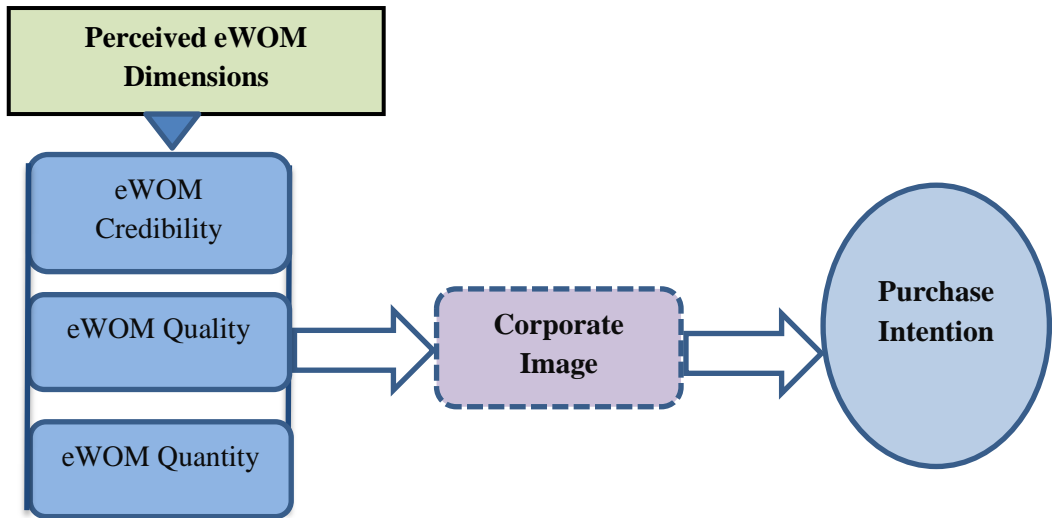 Perceived eWOM
Dimensions
eWOM
Credibility
eWOM Quality
eWOM Quantity
Corporate
Image
Purchase
Intention